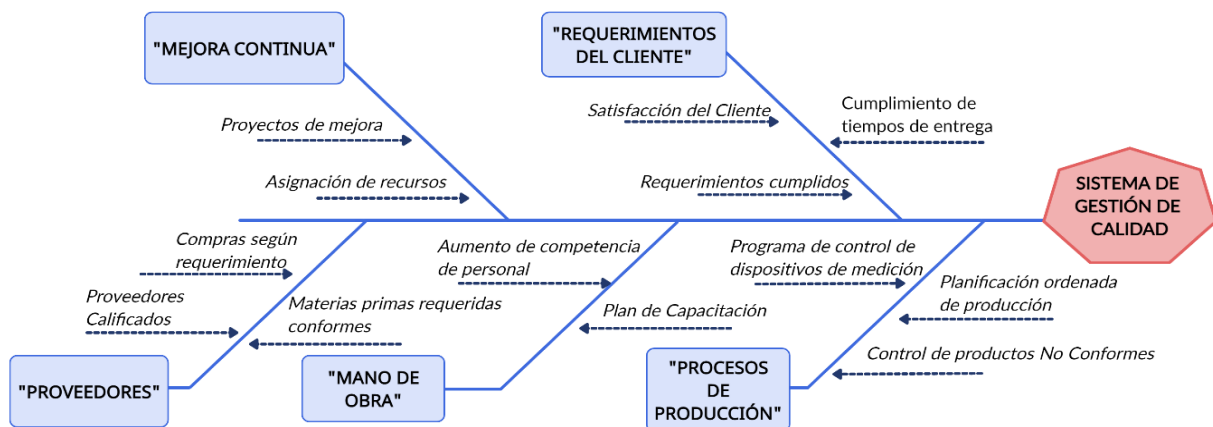 "MEJORA CONTINUA"
"REQUERIMIENTOS
DEL CLIENTE"
Proyectos de mejora
Asignación de recursos
Satisfacción del Cliente
Cumplimiento de
tiempos de entrega
Requerimientos cumplidos
SISTEMA DE
GESTIÓN DE
CALIDAD
Compras según
requerimiento
Proveedores
Calificados
Materias primas requeridas
conformes
"PROVEEDORES"
Aumento de competencia
de personal
Plan de Capacitación
"MANO DE
OBRA"
Programa de control de
dispositivos de medición
Planificación ordenada
de producción
Control de productos No Conformes
"PROCESOS
DE
PRODUCCIÓN"